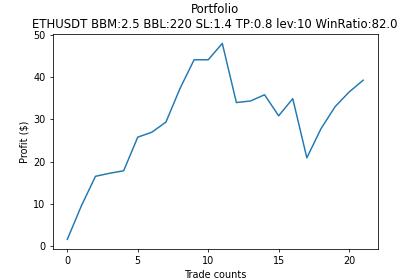 Portfolio
ETHUSDT BBM:2.5 BBL:220 SL:1.4 TP:0.8 lev:10 WinRatio:82.0
50
40
30
20
10
0
Profit ($)
0 5 10 15 20
Trade counts